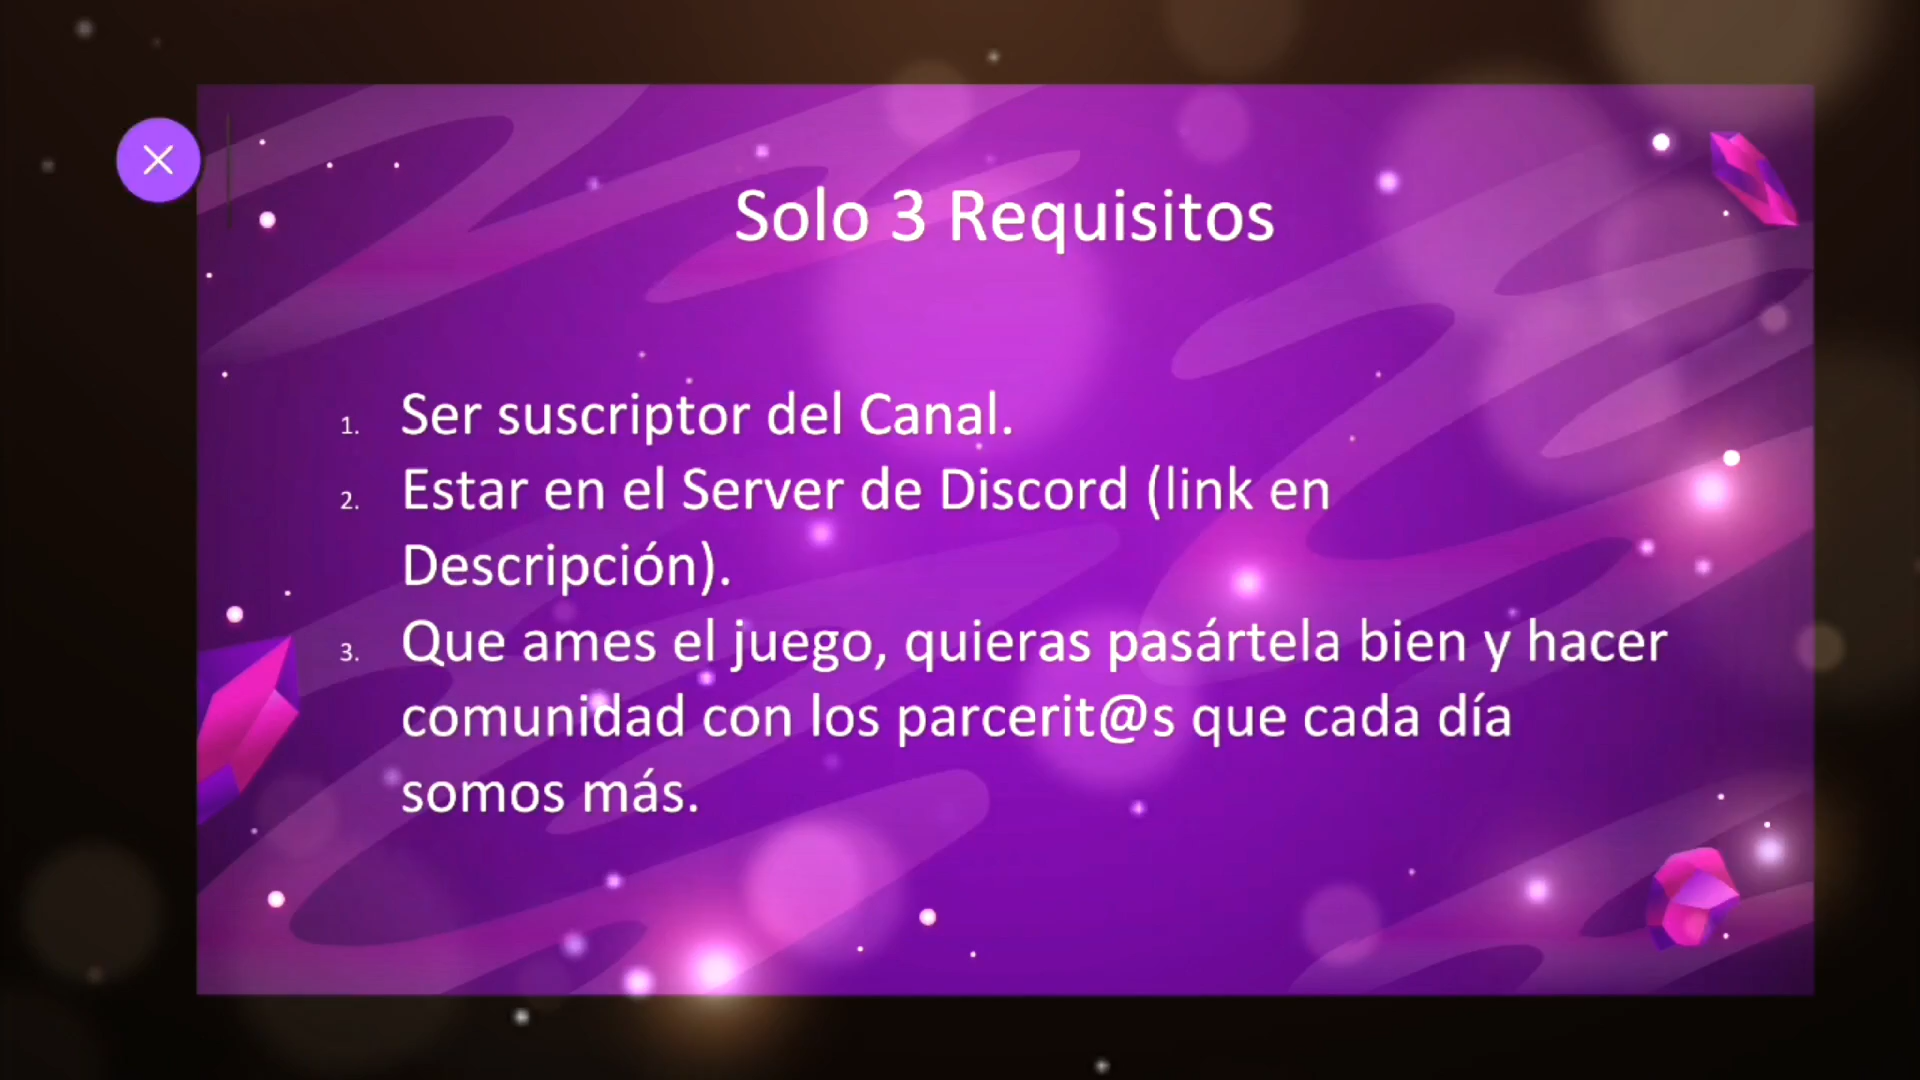 Solo 3 Requisitos
1. Ser suscriptor del Canal.
2. Estar en el Server de Discord (link en
Descripción).
3. Que ames el juego, quieras pasártela bien y hacer
comunidad con los parcerit@s que cada día
somos más.